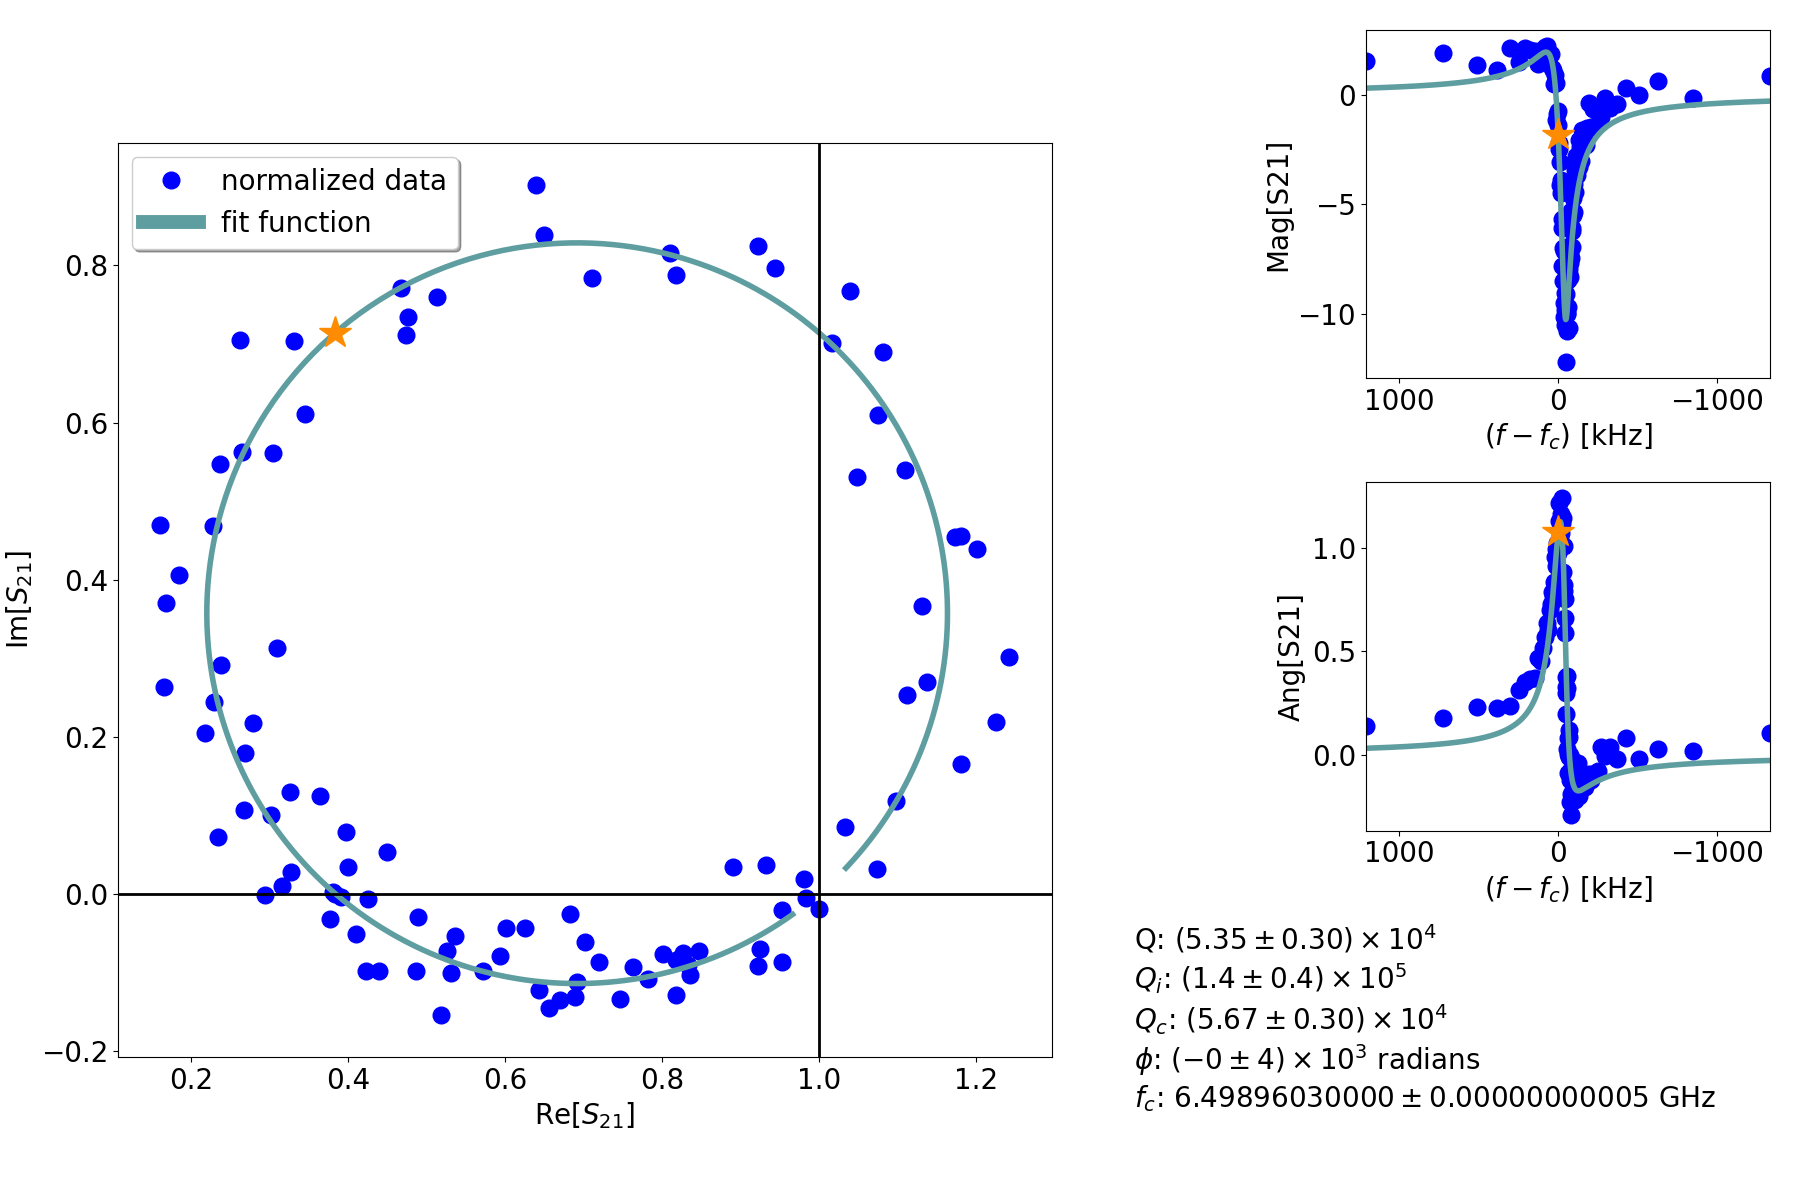 normalized data
fit function
0.8
0.6
0.4
0.2
0.0
−0.2
Im[S21]
0.2 0.4 0.6 0.8 1.0 1.2
Re[S21]
0
−5
−10
Mag[S21]
1000 0 −1000
(f − fc) [kHz]
1.0
0.5
0.0
Ang[S21]
1000 0 −1000
(f − fc) [kHz]
Q: (5.35 ± 0.30) × 10^4
Qi: (1.4 ± 0.4) × 10^5
Qc: (5.67 ± 0.30) × 10^4
ϕ: (−0 ± 4) × 10^3 radians
fc: 6.49896030000 ± 0.00000000005 GHz